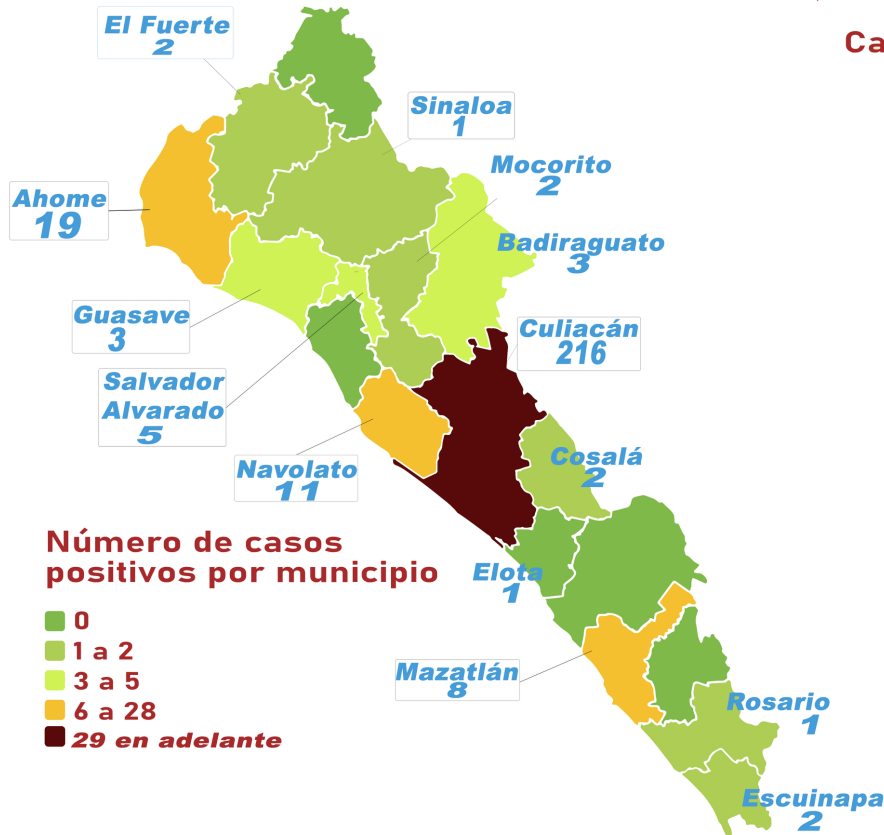 Ca
El Fuerte
2
Sinaloa
1
Mocorito
2
Ahome
19
Badiraguato
3
Guasave
3
Culiacán
216
Salvador
Alvarado
5
Cosalá
2
Navolato
11
Número de casos
positivos por municipio
Elota
1
0
1 a 2
3 a 5
6 a 28
29 en adelante
Mazatlán
8
Rosario
1
Escuinapa
2